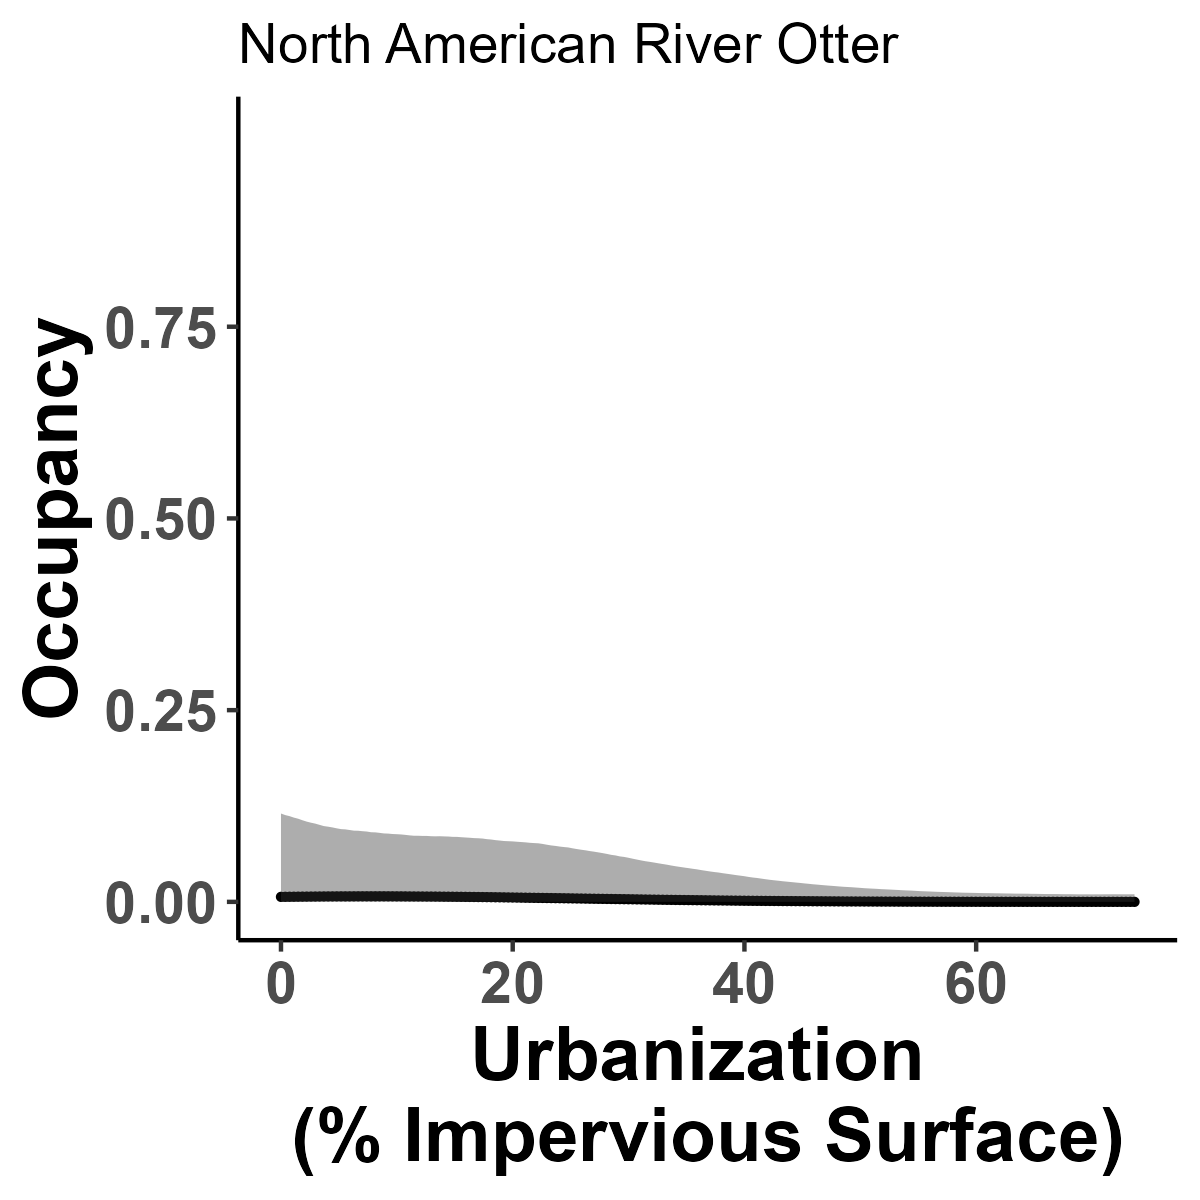 North American River Otter
Occupancy
0.75
0.50
0.25
0.00
0 20 40 60
Urbanization
(% Impervious Surface)